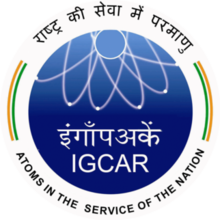 राष्ट्र की सेवा में परमाणु
इंगाँपअकें
IGCAR
ATOMS IN THE SERVICE OF THE NATION